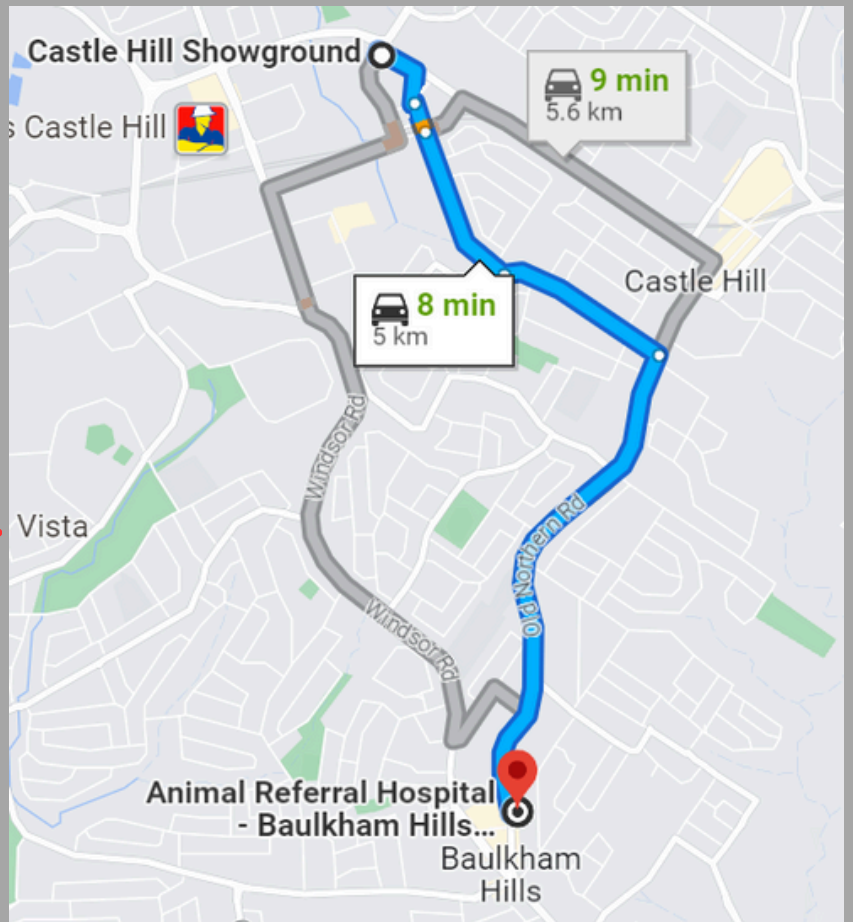 Castle Hill Showground
9 min
5.6 km
s Castle Hill
Castle Hill
8 min
5 km
Windsor Rd
Old Northern Rd
Vista
Windsor Rd
Animal Referral Hospital
- Baulkham Hills...
Baulkham
Hills